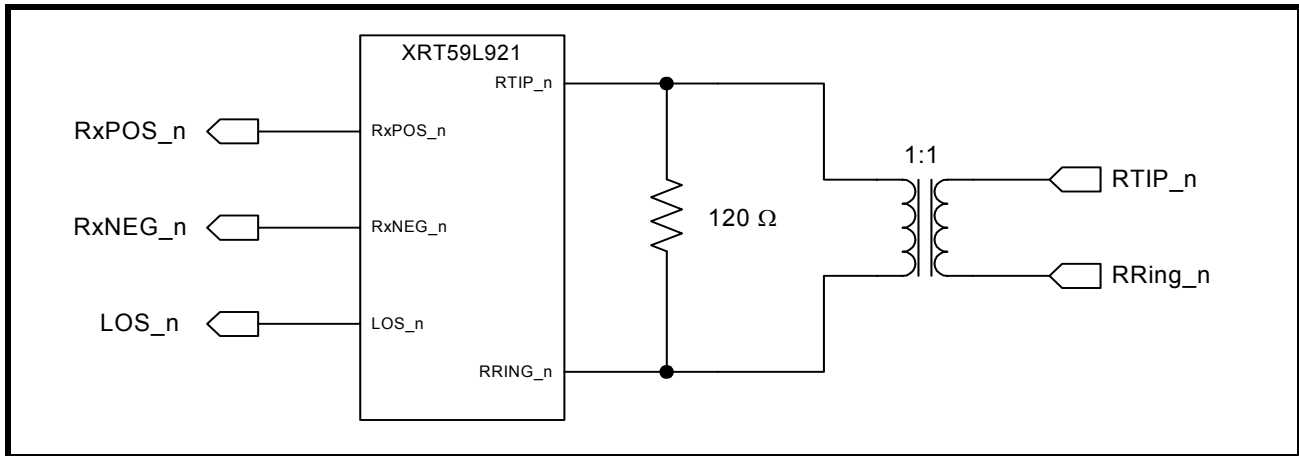 XRT59L921
RTIP_n
RxPOS_n
RxPOS_n
1:1
RTIP_n
RxNEG_n
RxNEG_n
120 Ω
RRing_n
LOS_n
LOS_n
RRING_n